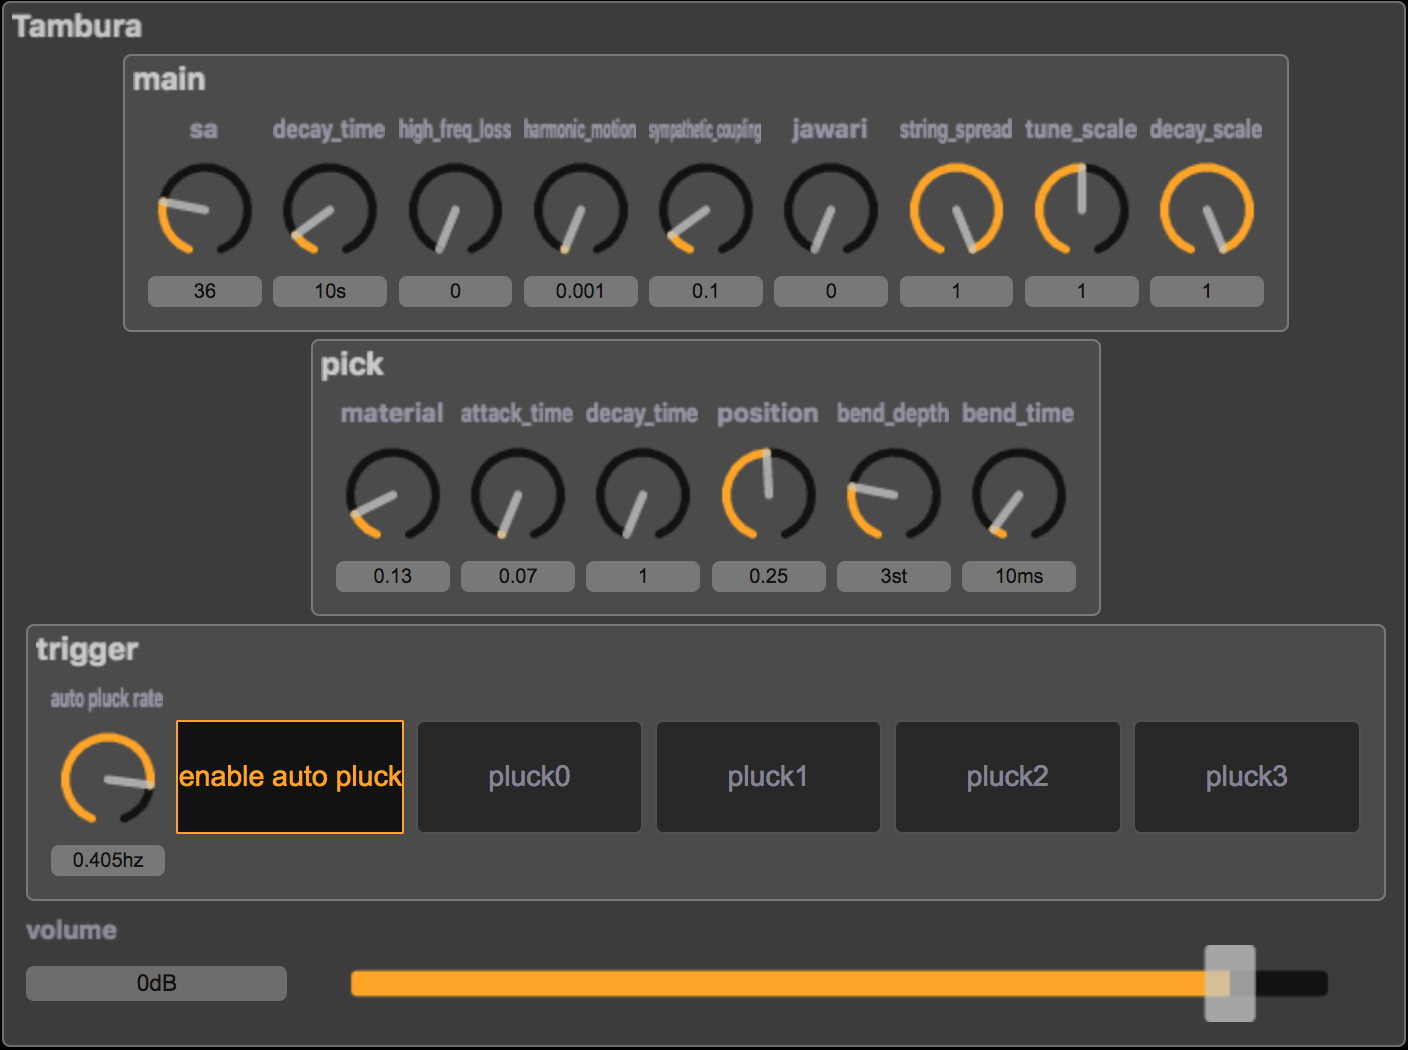 Tambura
main
sa decay_time high_freq_loss harmonic_motion sympathetic_coupling jawari string_spread tune_scale decay_scale
36 10s 0 0.001 0.1 0 1 1 1
pick
material attack_time decay_time position bend_depth bend_time
0.13 0.07 1 0.25 3st 10ms
trigger
auto pluck rate
enable auto pluck pluck0 pluck1 pluck2 pluck3
0.405hz
volume
0dB